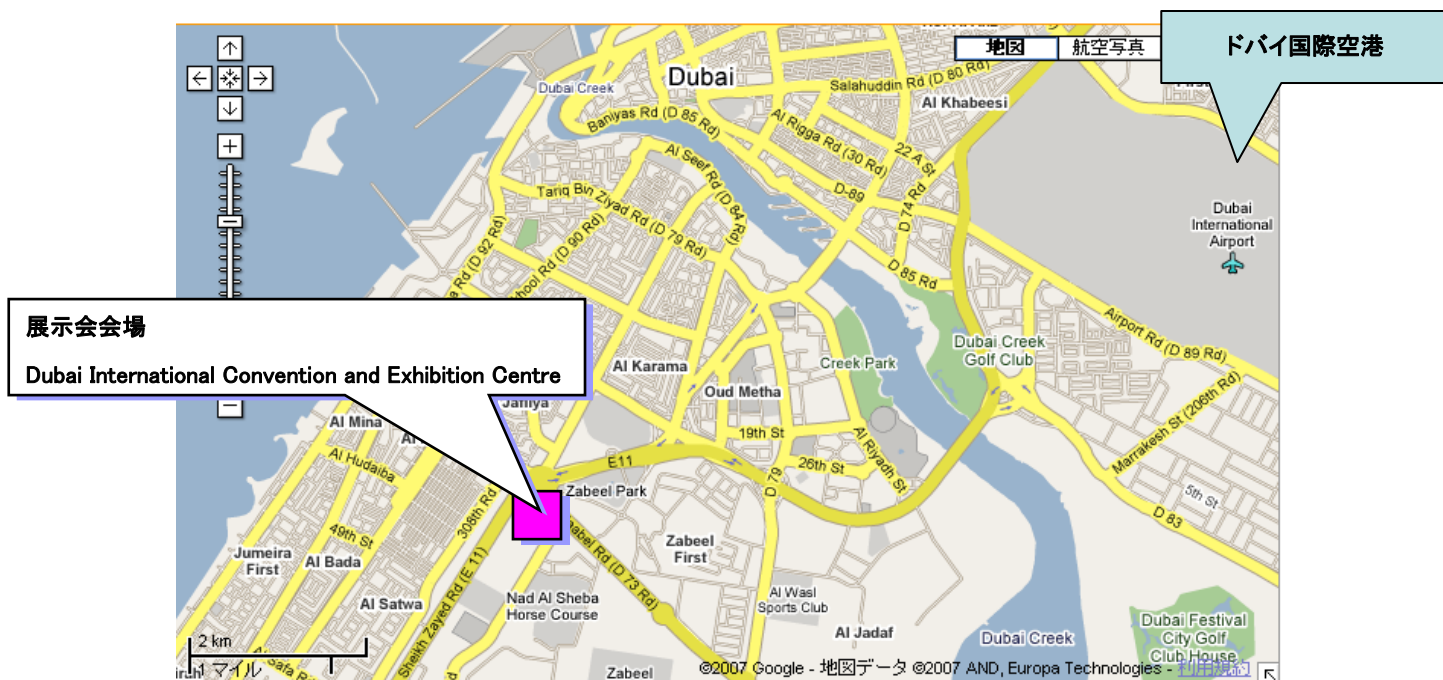 地図
航空写真
ドバイ国際空港
Dubai
Dubai Creek
Salahuddin Rd (D 80 Rd)
Al Khabeesi
Baniyas Rd (D 85 Rd)
Al Rigga Rd (30 Rd)
22 A St
Al Seef Rd (D 84 Rd)
D-89
D 74 Rd
Tariq Bin Ziyad Rd (D 79 Rd)
Dubai
International
Airport
D 85 Rd
展示会会場
Dubai International Convention and Exhibition Centre
Airport Rd (D 89 Rd)
Dubai Creek
Golf Club
Creek Park
Al Karama
Oud Metha
Marrakesh St (206th Rd)
Jafiliya
Al Mina
19th St
Al Riyadh St
Al Hudaiba
E11
26th St
D 79
Zabeel Park
308th Rd
5th St
D 83
49th St
Jumeira
First
Al Bada
Zabeel
First
Al Satwa
Nad Al Sheba
Horse Course
Al Wasl
Sports Club
Sheikh Zayed Rd (E 11)
Al Jadaf
Dubai Creek
Dubai Festival
City Golf
Club House
2 km
1 マイル
Zabeel
©2007 Google - 地図データ ©2007 AND, Europa Technologies - 利用規約